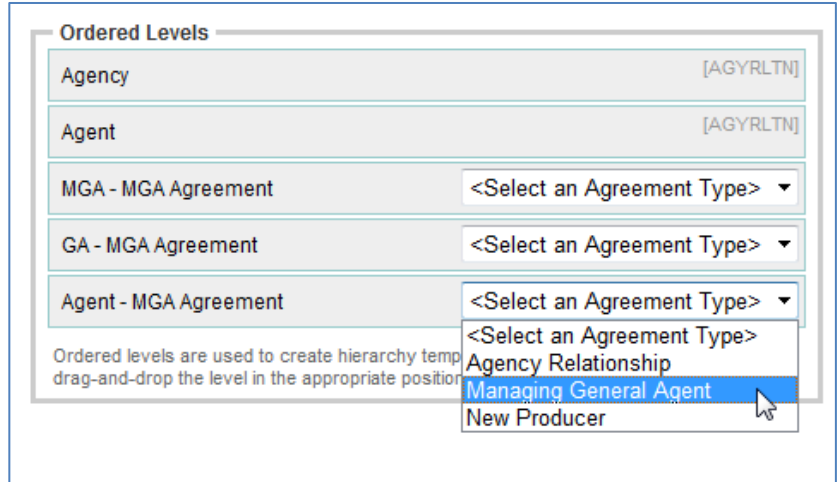 Ordered Levels
Agency [AGYRLTN]
Agent [AGYRLTN]
MGA - MGA Agreement <Select an Agreement Type>
GA - MGA Agreement <Select an Agreement Type>
Agent - MGA Agreement <Select an Agreement Type>
<Select an Agreement Type>
Agency Relationship
Managing General Agent
New Producer
Ordered levels are used to create hierarchy
drag-and-drop the level in the appropriate position